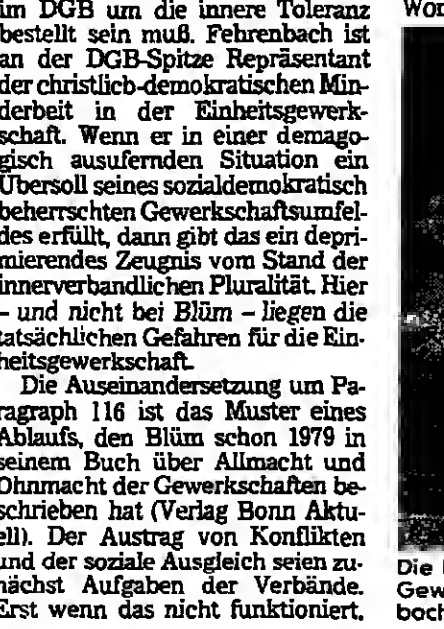 im DGB um die innere Toleranz
bestellt sein muß. Fehrenbach ist
an der DGB-Spitze Repräsentant
der christlich-demokratischen Min-
derbeit in der Einheitsgewerk-
schaft. Wenn er in einer demago-
gisch ausufernden Situation ein
Übersoll seines sozialdemokratisch
beherrschten Gewerkschaftsumfel-
des erfüllt, dann gibt das ein depri-
mierendes Zeugnis vom Stand der
innerverbandlichen Pluralität. Hier
– und nicht bei Blüm – liegen die
tatsächlichen Gefahren für die Ein-
heitsgewerkschaft.
Die Auseinandersetzung um Pa-
ragraph 116 ist das Muster eines
Ablaufs, den Blüm schon 1979 in
seinem Buch über Allmacht und
Ohnmacht der Gewerkschaften be-
schrieben hat (Verlag Bonn Aktu-
ell). Der Austrag von Konflikten
und der soziale Ausgleich seien zu-
nächst Aufgaben der Verbände.
Erst wenn das nicht funktioniert,
Die
Gew
boch